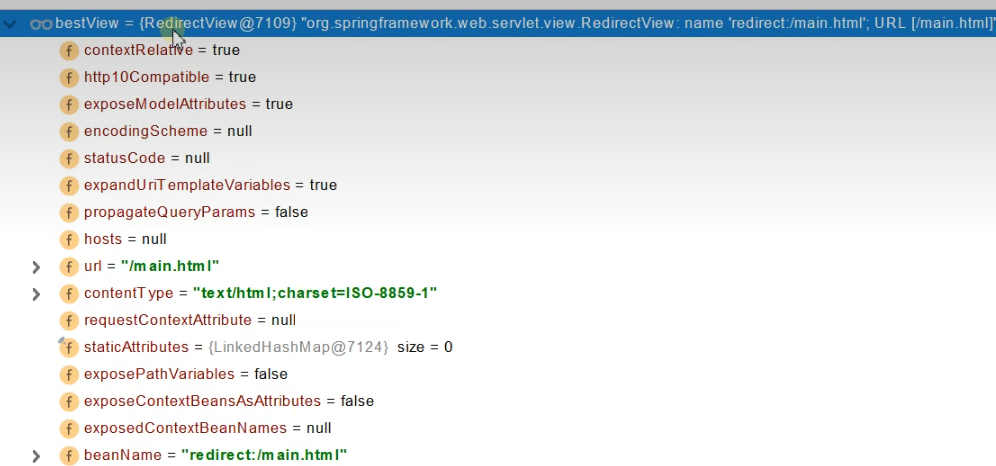 bestView = {RedirectView@7109} "org.springframework.web.servlet.view.RedirectView: name 'redirect:/main.html'; URL [/main.html]"
f contextRelative = true
f http10Compatible = true
f exposeModelAttributes = true
f encodingScheme = null
f statusCode = null
f expandUriTemplateVariables = true
f propagateQueryParams = false
f hosts = null
f url = "/main.html"
f contentType = "text/html;charset=ISO-8859-1"
f requestContextAttribute = null
f staticAttributes = {LinkedHashMap@7124} size = 0
f exposePathVariables = false
f exposeContextBeansAsAttributes = false
f exposedContextBeanNames = null
f beanName = "redirect:/main.html"